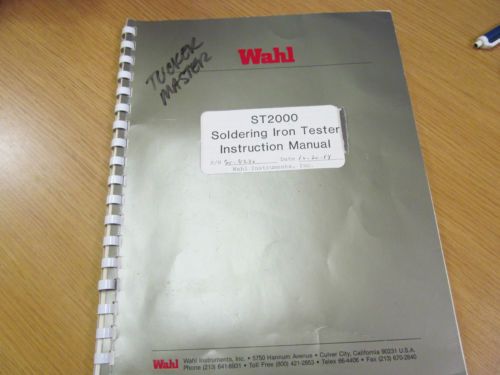 TUCKER
MASTER
Wahl
ST2000
Soldering Iron Tester
Instruction Manual
P/N Date
Wahl Instruments, Inc.
Wahl
Wahl Instruments, Inc. • 5750 Hannum Avenue • Culver City, California 90231 U.S.A.
Phone (213) 641-6931 • Toll Free (800) 421-2853 • Telex 66-4406 • Fax (213) 670-2840